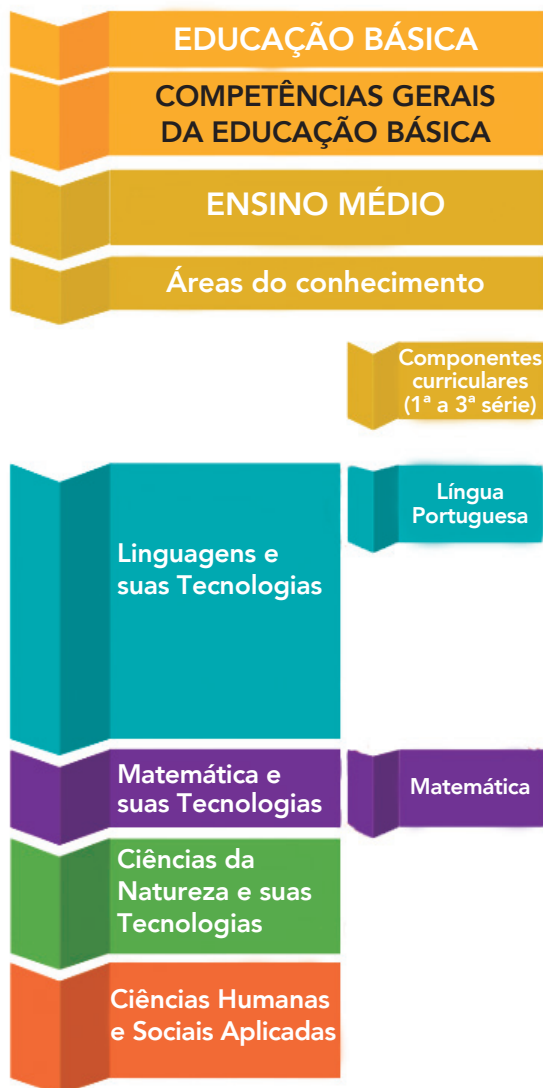 EDUCAÇÃO BÁSICA
COMPETÊNCIAS GERAIS
DA EDUCAÇÃO BÁSICA
ENSINO MÉDIO
Áreas do conhecimento
Componentes
curriculares
(1ª a 3ª série)
Linguagens e
suas Tecnologias
Língua
Portuguesa
Matemática e
suas Tecnologias
Matemática
Ciências da
Natureza e suas
Tecnologias
Ciências Humanas
e Sociais Aplicadas